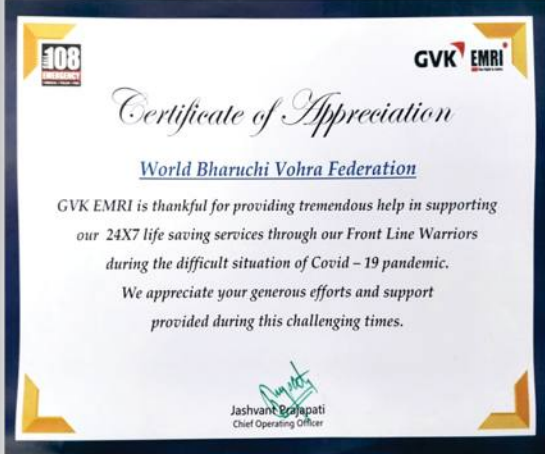 108
EMERGENCY
GVK EMRI
Certificate of Appreciation
World Bharuchi Vohra Federation
GVK EMRI is thankful for providing tremendous help in supporting
our 24X7 life saving services through our Front Line Warriors
during the difficult situation of Covid – 19 pandemic.
We appreciate your generous efforts and support
provided during this challenging times.
Jashvant Prajapati
Chief Operating Officer